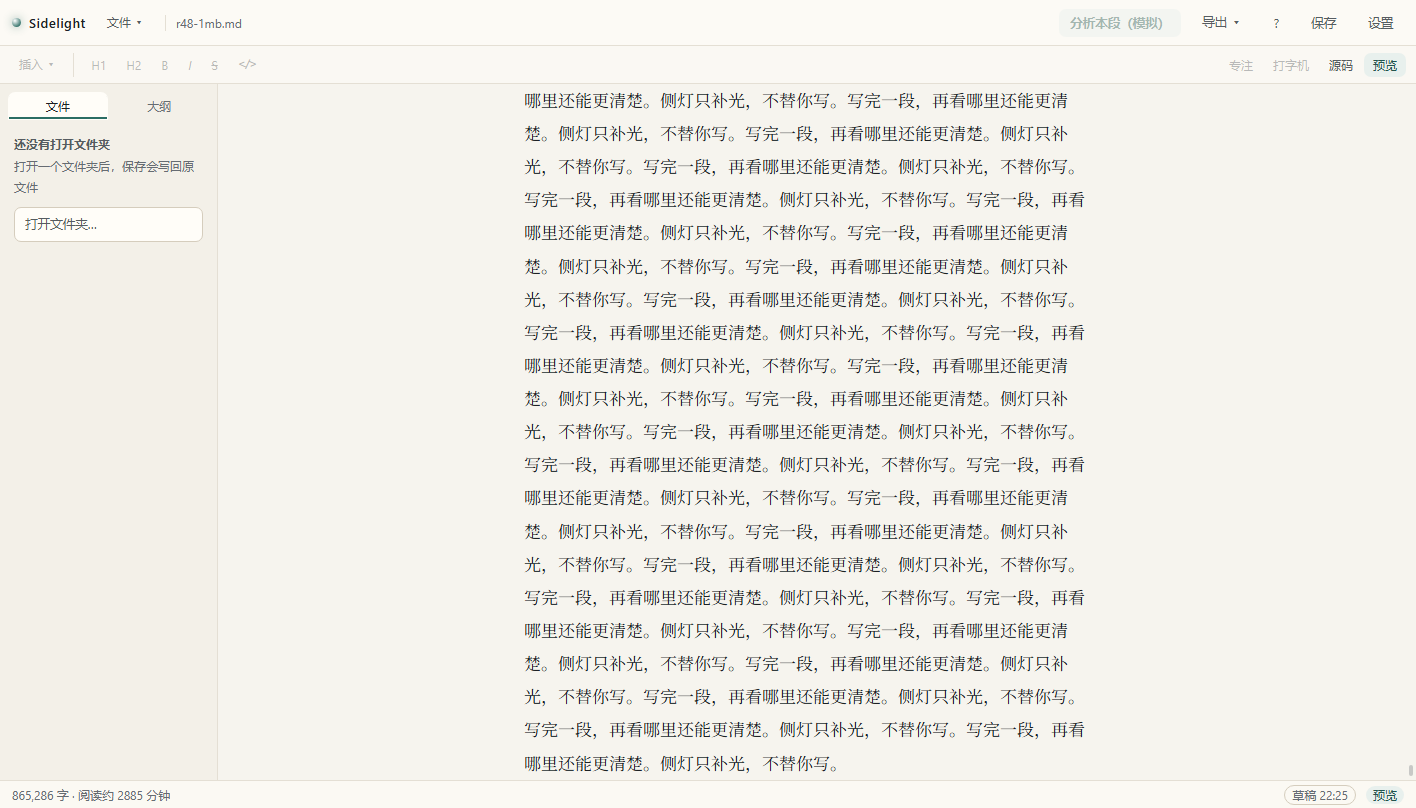 Sidelight 文件 r48-1mb.md 分析本段（模拟） 导出 ? 保存 设置
插入 H1 H2 B I S </> 专注 打字机 源码 预览
文件 大纲
还没有打开文件夹
打开一个文件夹后，保存会写回原
文件
打开文件夹...
哪里还能更清楚。侧灯只补光，不替你写。写完一段，再看哪里还能更清
楚。侧灯只补光，不替你写。写完一段，再看哪里还能更清楚。侧灯只补
光，不替你写。写完一段，再看哪里还能更清楚。侧灯只补光，不替你写。
写完一段，再看哪里还能更清楚。侧灯只补光，不替你写。写完一段，再看
哪里还能更清楚。侧灯只补光，不替你写。写完一段，再看哪里还能更清
楚。侧灯只补光，不替你写。写完一段，再看哪里还能更清楚。侧灯只补
光，不替你写。写完一段，再看哪里还能更清楚。侧灯只补光，不替你写。
写完一段，再看哪里还能更清楚。侧灯只补光，不替你写。写完一段，再看
哪里还能更清楚。侧灯只补光，不替你写。写完一段，再看哪里还能更清
楚。侧灯只补光，不替你写。写完一段，再看哪里还能更清楚。侧灯只补
光，不替你写。写完一段，再看哪里还能更清楚。侧灯只补光，不替你写。
写完一段，再看哪里还能更清楚。侧灯只补光，不替你写。写完一段，再看
哪里还能更清楚。侧灯只补光，不替你写。写完一段，再看哪里还能更清
楚。侧灯只补光，不替你写。写完一段，再看哪里还能更清楚。侧灯只补
光，不替你写。写完一段，再看哪里还能更清楚。侧灯只补光，不替你写。
写完一段，再看哪里还能更清楚。侧灯只补光，不替你写。写完一段，再看
哪里还能更清楚。侧灯只补光，不替你写。写完一段，再看哪里还能更清
楚。侧灯只补光，不替你写。写完一段，再看哪里还能更清楚。侧灯只补
光，不替你写。写完一段，再看哪里还能更清楚。侧灯只补光，不替你写。
写完一段，再看哪里还能更清楚。侧灯只补光，不替你写。写完一段，再看
哪里还能更清楚。侧灯只补光，不替你写。
865,286 字 · 阅读约 2885 分钟 草稿 22:25 预览